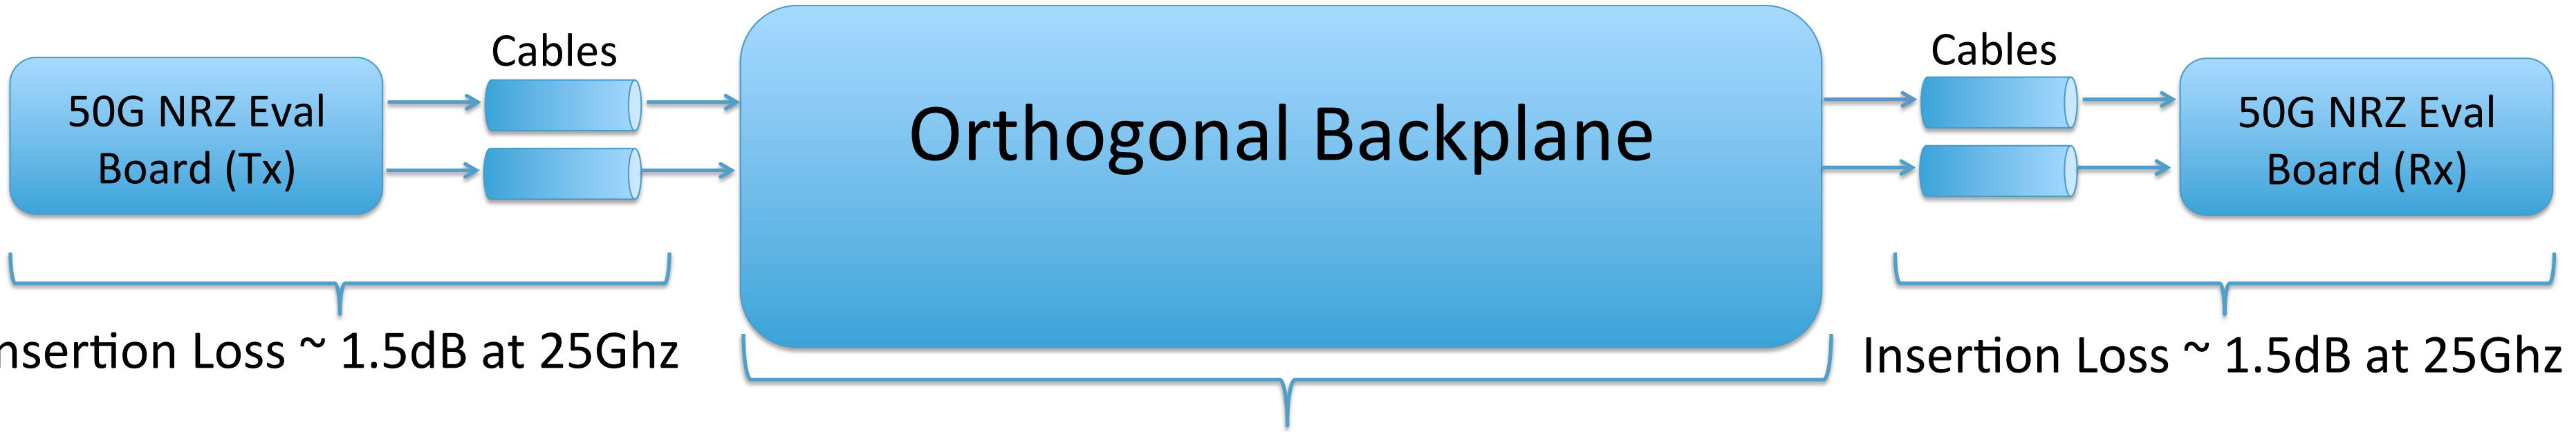 Cables
Cables
50G NRZ Eval
Board (Tx)
Orthogonal Backplane
50G NRZ Eval
Board (Rx)
nsertion Loss ~ 1.5dB at 25Ghz
Insertion Loss ~ 1.5dB at 25Ghz